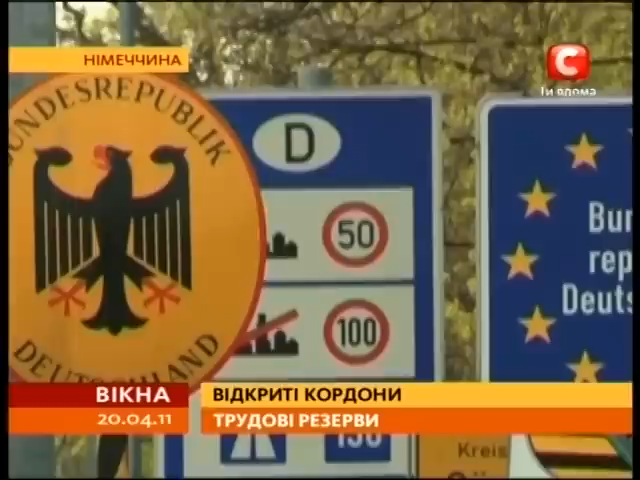 НІМЕЧЧИНА
С
Ти вдома
BUNDESREPUBLIK
DEUTSCHLAND
D
50
100
130
Bun
rep
Deuts
Kreis
ВІКНА
20.04.11
ВІДКРИТІ КОРДОНИ
ТРУДОВІ РЕЗЕРВИ